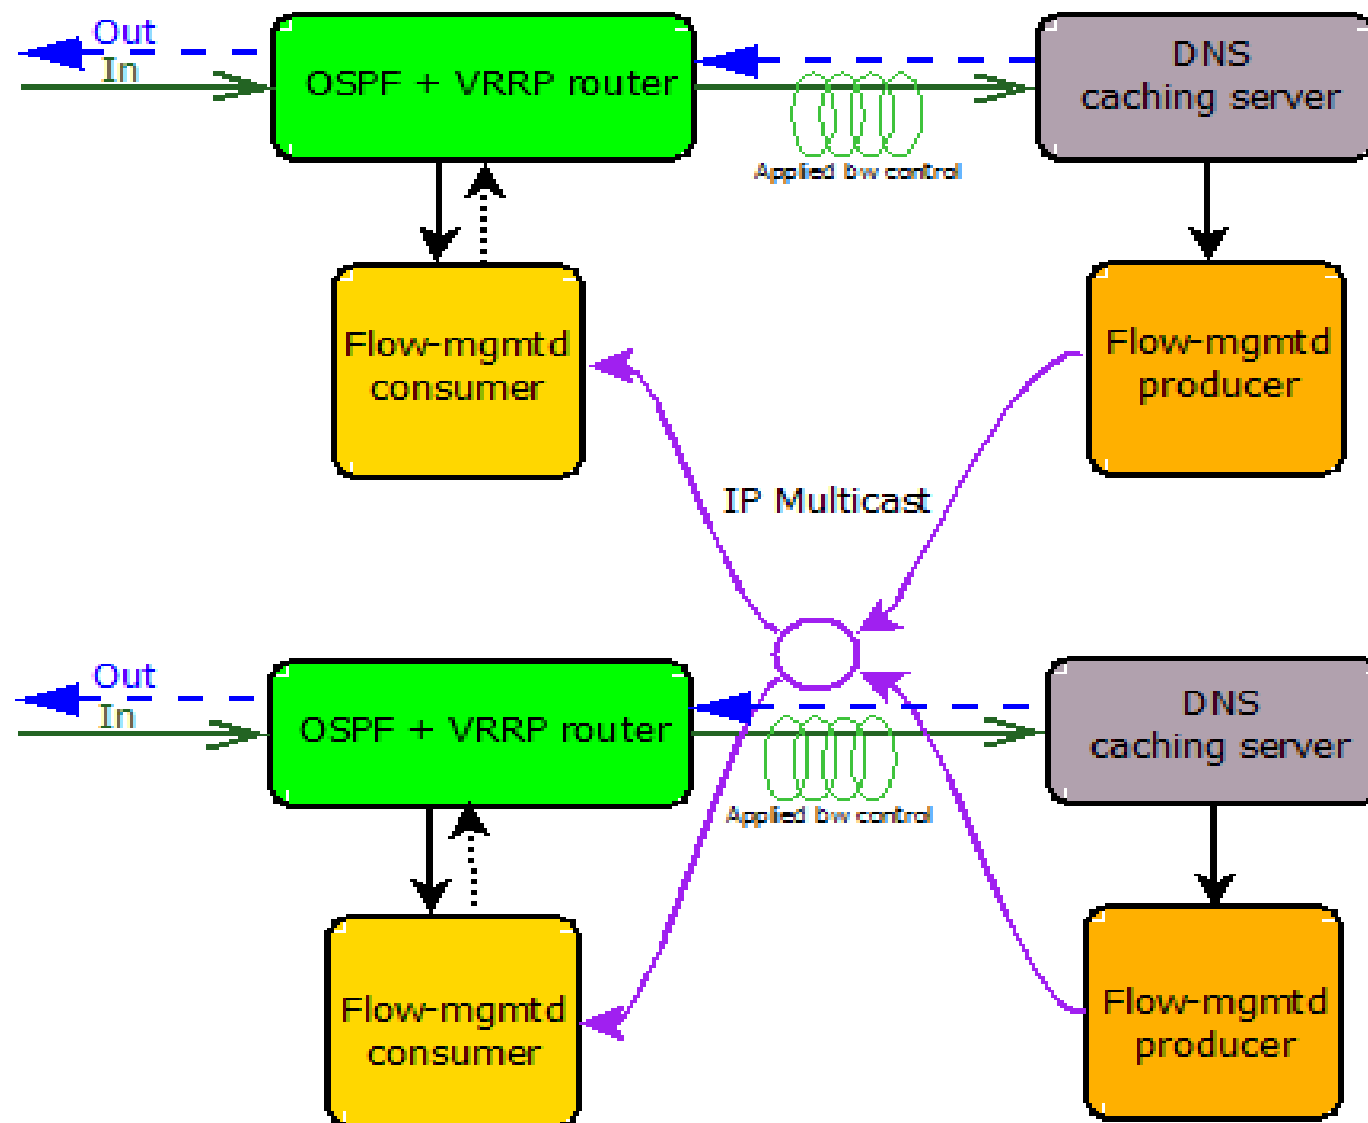 Out
In
OSPF + VRRP router
DNS
caching server
Applied bw control
Flow-mgmtd
consumer
Flow-mgmtd
producer
IP Multicast
Out
In
OSPF + VRRP router
DNS
caching server
Applied bw control
Flow-mgmtd
consumer
Flow-mgmtd
producer